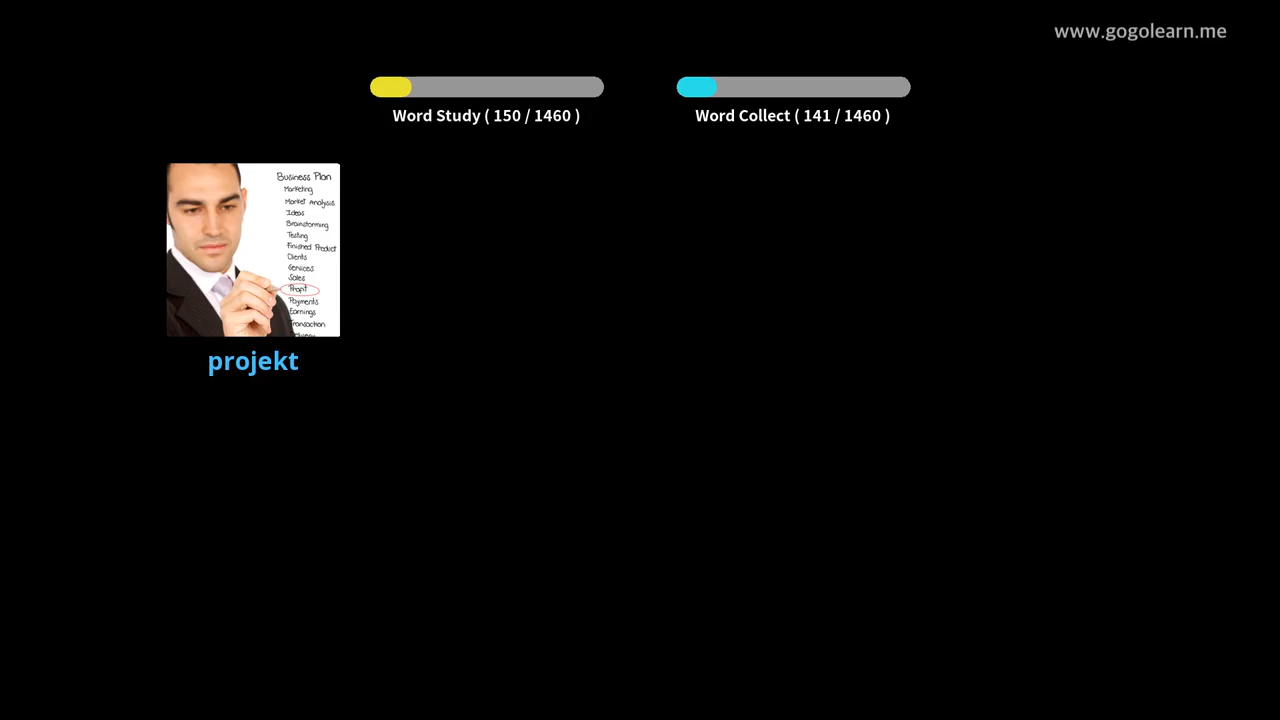 www.gogolearn.me
Word Study ( 150 / 1460 )
Word Collect ( 141 / 1460 )
Business Plan
Marketing
Market Analysis
Ideas
Brainstorming
Testing
Finished Product
Clients
Services
Sales
Profit
Payments
Earnings
Transaction
Delivery
projekt